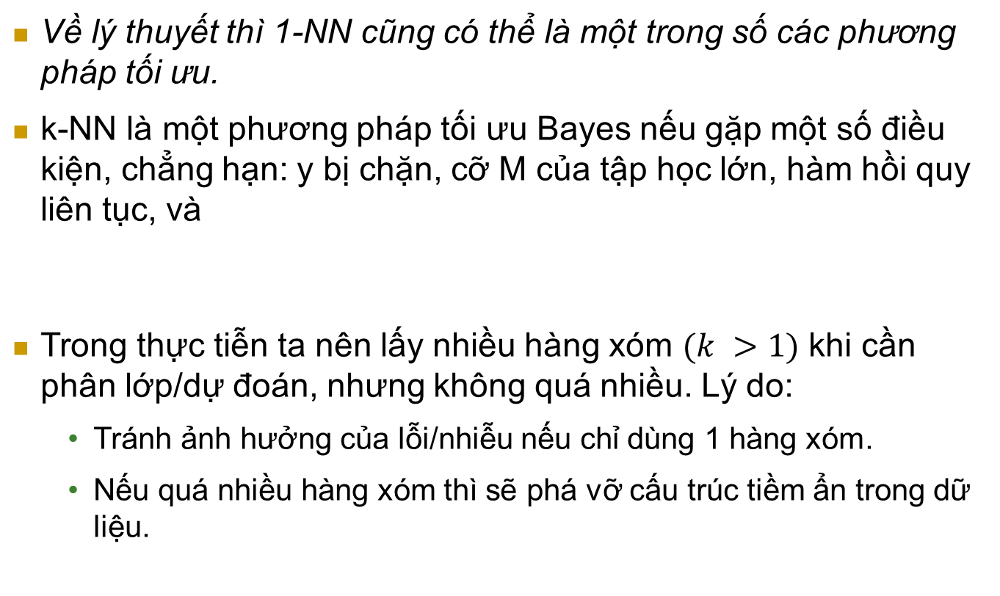 Về lý thuyết thì 1-NN cũng có thể là một trong số các phương
pháp tối ưu.
k-NN là một phương pháp tối ưu Bayes nếu gặp một số điều
kiện, chẳng hạn: y bị chặn, cỡ M của tập học lớn, hàm hồi quy
liên tục, và
Trong thực tiễn ta nên lấy nhiều hàng xóm (k > 1) khi cần
phân lớp/dự đoán, nhưng không quá nhiều. Lý do:
• Tránh ảnh hưởng của lỗi/nhiễu nếu chỉ dùng 1 hàng xóm.
• Nếu quá nhiều hàng xóm thì sẽ phá vỡ cấu trúc tiềm ẩn trong dữ
liệu.